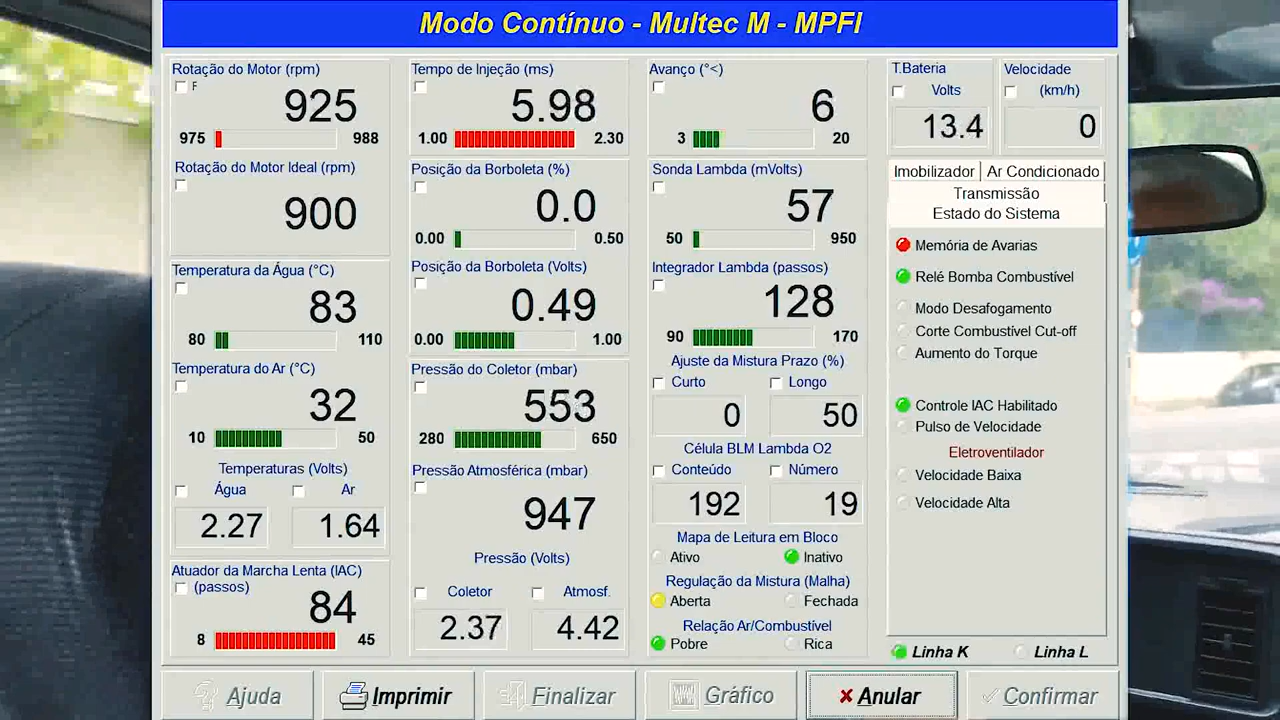 Modo Contínuo - Multec M - MPFI
Rotação do Motor (rpm)
F
925
975 988
Rotação do Motor Ideal (rpm)
900
Temperatura da Água (°C)
83
80 110
Temperatura do Ar (°C)
32
10 50
Temperaturas (Volts)
Água Ar
2.27 1.64
Atuador da Marcha Lenta (IAC)
(passos)
84
8 45
Tempo de Injeção (ms)
5.98
1.00 2.30
Posição da Borboleta (%)
0.0
0.00 0.50
Posição da Borboleta (Volts)
0.49
0.00 1.00
Pressão do Coletor (mbar)
553
280 650
Pressão Atmosférica (mbar)
947
Pressão (Volts)
Coletor Atmosf.
2.37 4.42
Avanço (°<)
6
3 20
Sonda Lambda (mVolts)
57
50 950
Integrador Lambda (passos)
128
90 170
Ajuste da Mistura Prazo (%)
Curto Longo
0 50
Célula BLM Lambda O2
Conteúdo Número
192 19
Mapa de Leitura em Bloco
Ativo Inativo
Regulação da Mistura (Malha)
Aberta Fechada
Relação Ar/Combustível
Pobre Rica
T.Bateria
Volts
13.4
Velocidade
(km/h)
0
Imobilizador Ar Condicionado
Transmissão
Estado do Sistema
Memória de Avarias
Relé Bomba Combustível
Modo Desafogamento
Corte Combustível Cut-off
Aumento do Torque
Controle IAC Habilitado
Pulso de Velocidade
Eletroventilador
Velocidade Baixa
Velocidade Alta
Linha K Linha L
Ajuda Imprimir Finalizar Gráfico Anular Confirmar